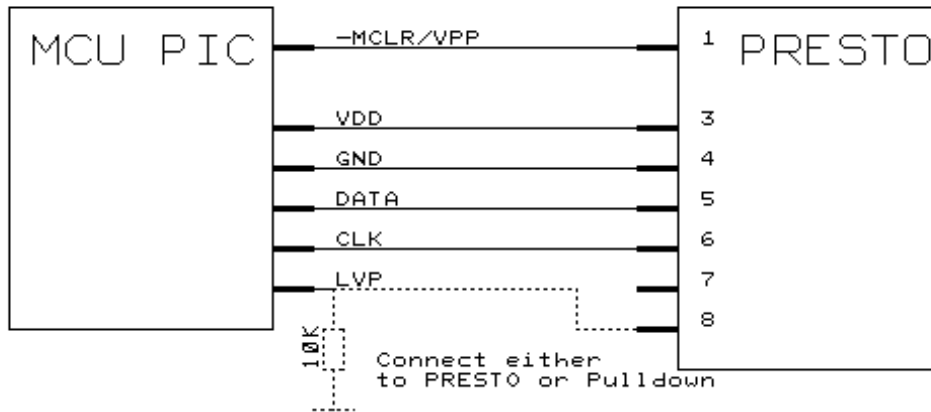 MCU PIC
-MCLR/VPP
1
PRESTO
VDD
3
GND
4
DATA
5
CLK
6
LVP
7
8
10K
Connect either
to PRESTO or Pulldown